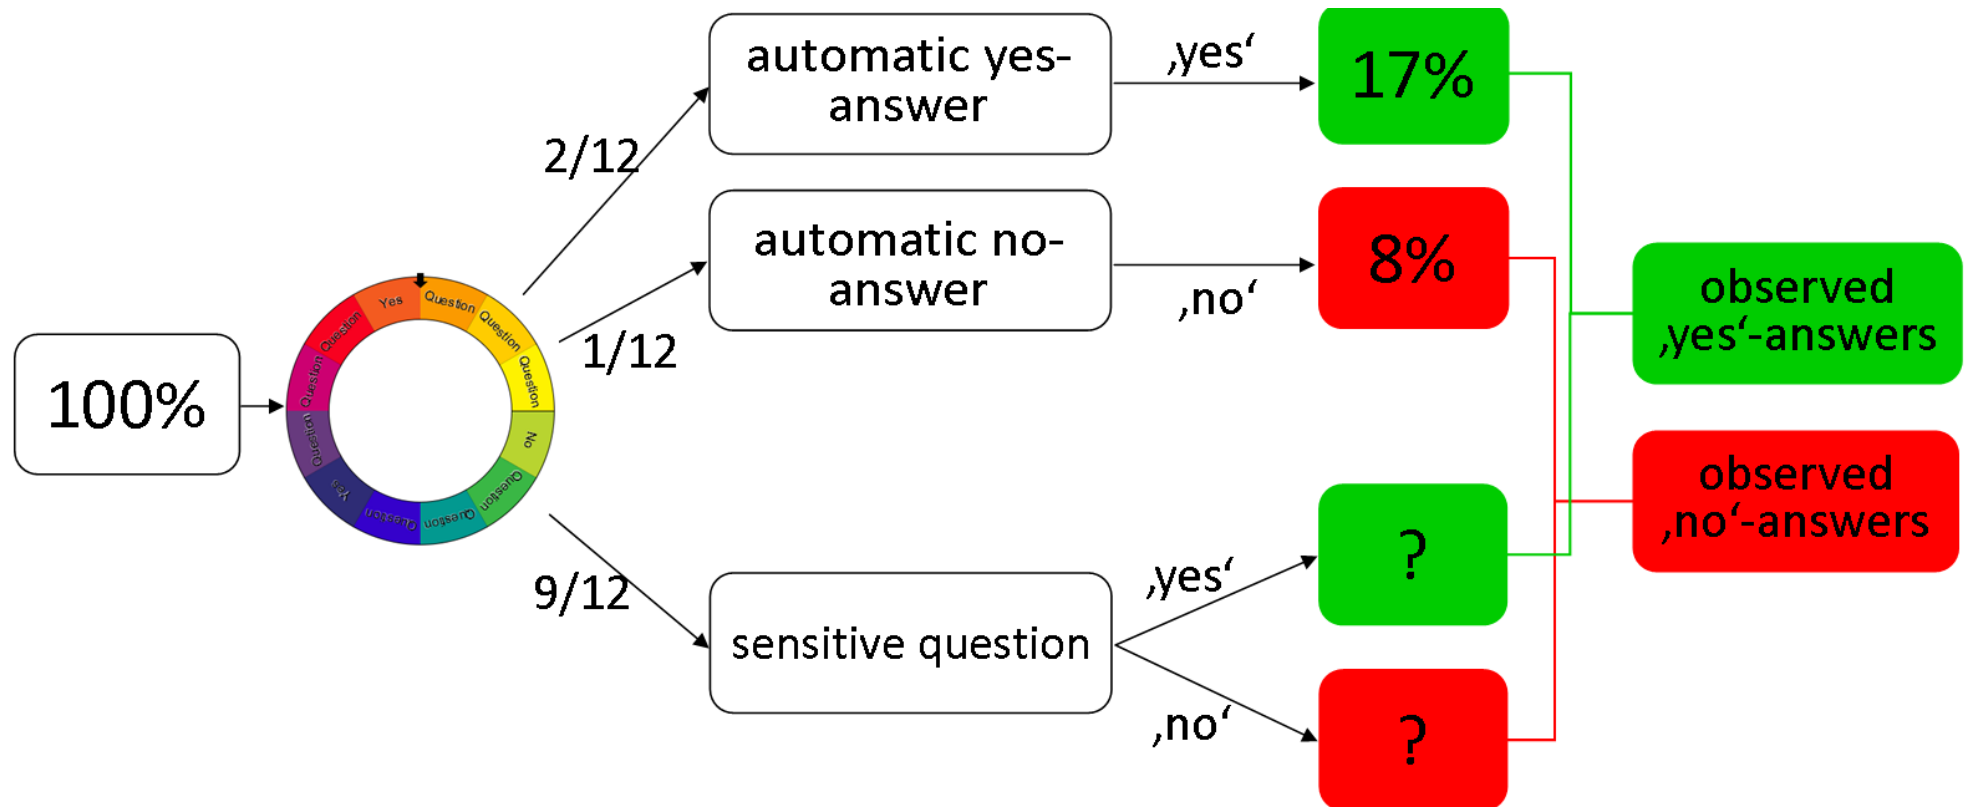 100%
Yes
Question
Question
Question
No
Question
Question
Question
Yes
Question
Question
Question
2/12
1/12
9/12
automatic yes-
answer
automatic no-
answer
sensitive question
‚yes‘
‚no‘
‚yes‘
‚no‘
17%
8%
?
?
observed
‚yes‘-answers
observed
‚no‘-answers